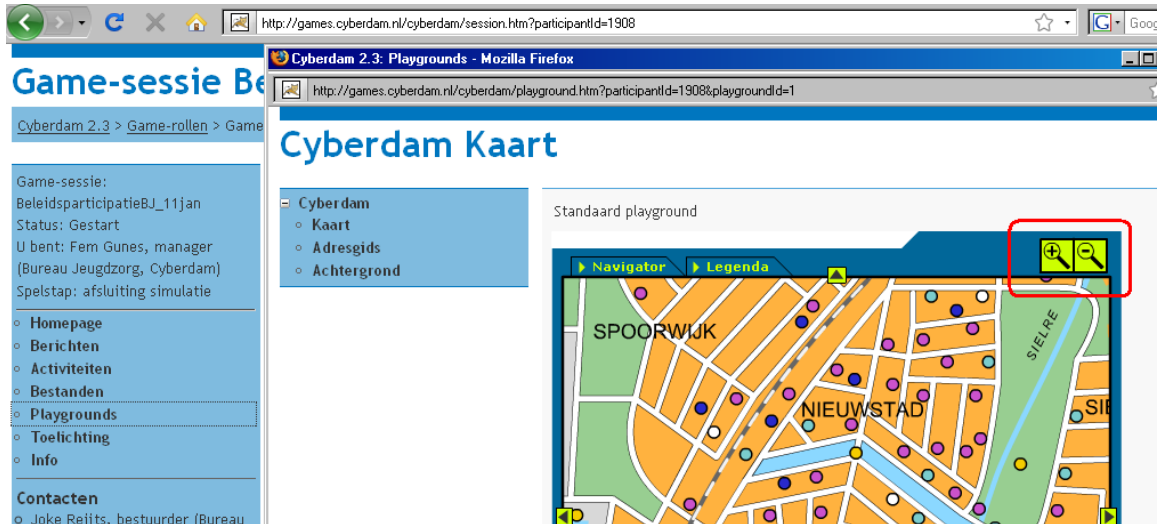 http://games.cyberdam.nl/cyberdam/session.htm?participantId=1908
G
Goog
Game-sessie Be
Cyberdam 2.3 > Game-rollen > Game
Game-sessie:
BeleidsparticipatieBJ_11jan
Status: Gestart
U bent: Fem Gunes, manager
(Bureau Jeugdzorg, Cyberdam)
Spelstap: afsluiting simulatie
Homepage
Berichten
Activiteiten
Bestanden
Playgrounds
Toelichting
Info
Contacten
Joke Reijts, bestuurder (Bureau
Cyberdam 2.3: Playgrounds - Mozilla Firefox
http://games.cyberdam.nl/cyberdam/playground.htm?participantId=1908&playgroundId=1
Cyberdam Kaart
Cyberdam
Kaart
Adresgids
Achtergrond
Standaard playground
Navigator
Legenda
SPOORWIJK
NIEUWSTAD
SIELRE
SIE